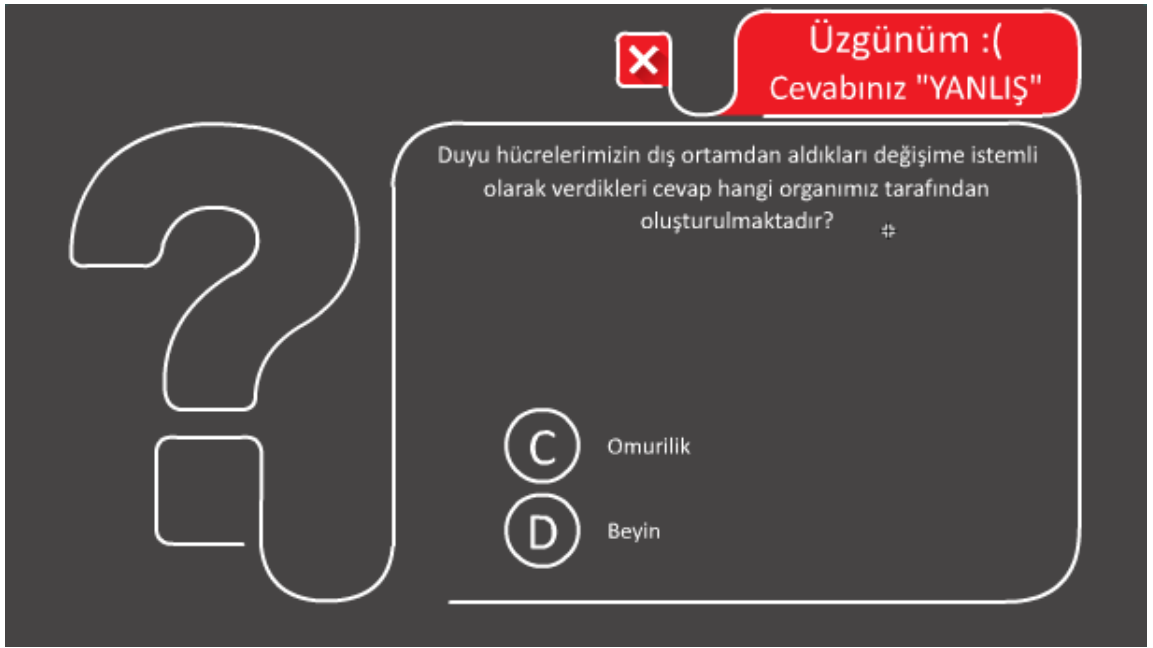 Üzgünüm :(
Cevabınız "YANLIŞ"
Duyu hücrelerimizin dış ortamdan aldıkları değişime istemli
olarak verdikleri cevap hangi organımız tarafından
oluşturulmaktadır?
C Omurilik
D Beyin